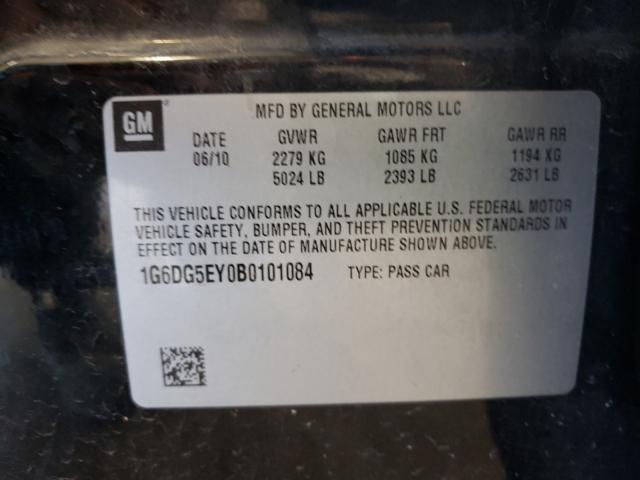 GM
MFD BY GENERAL MOTORS LLC
DATE GVWR GAWR FRT GAWR RR
06/10 2279 KG 1085 KG 1194 KG
5024 LB 2393 LB 2631 LB
THIS VEHICLE CONFORMS TO ALL APPLICABLE U.S. FEDERAL MOTOR
VEHICLE SAFETY, BUMPER, AND THEFT PREVENTION STANDARDS IN
EFFECT ON THE DATE OF MANUFACTURE SHOWN ABOVE.
1G6DG5EY0B0101084 TYPE: PASS CAR